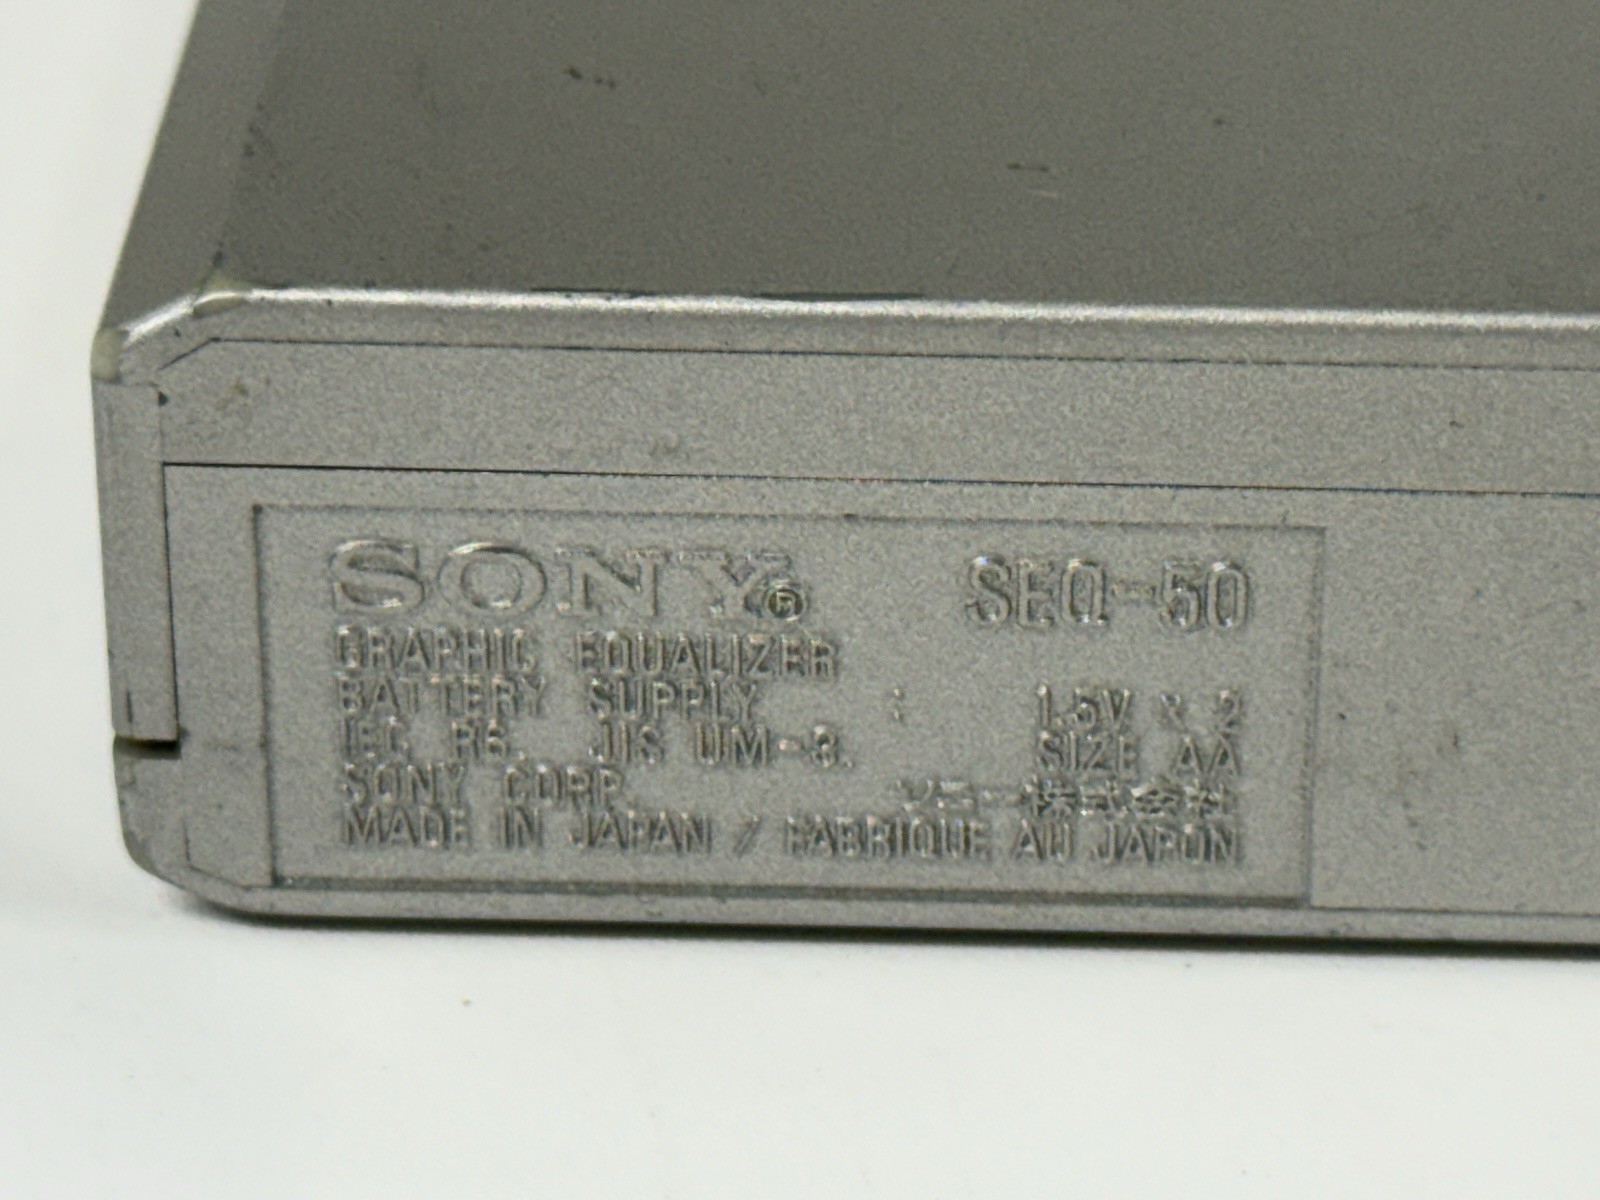 SONY® SEQ-50
GRAPHIC EQUALIZER
BATTERY SUPPLY : 1.5V × 2
IEC R6. JIS UM-3. SIZE AA
SONY CORP. ソニー株式会社
MADE IN JAPAN / FABRIQUE AU JAPON